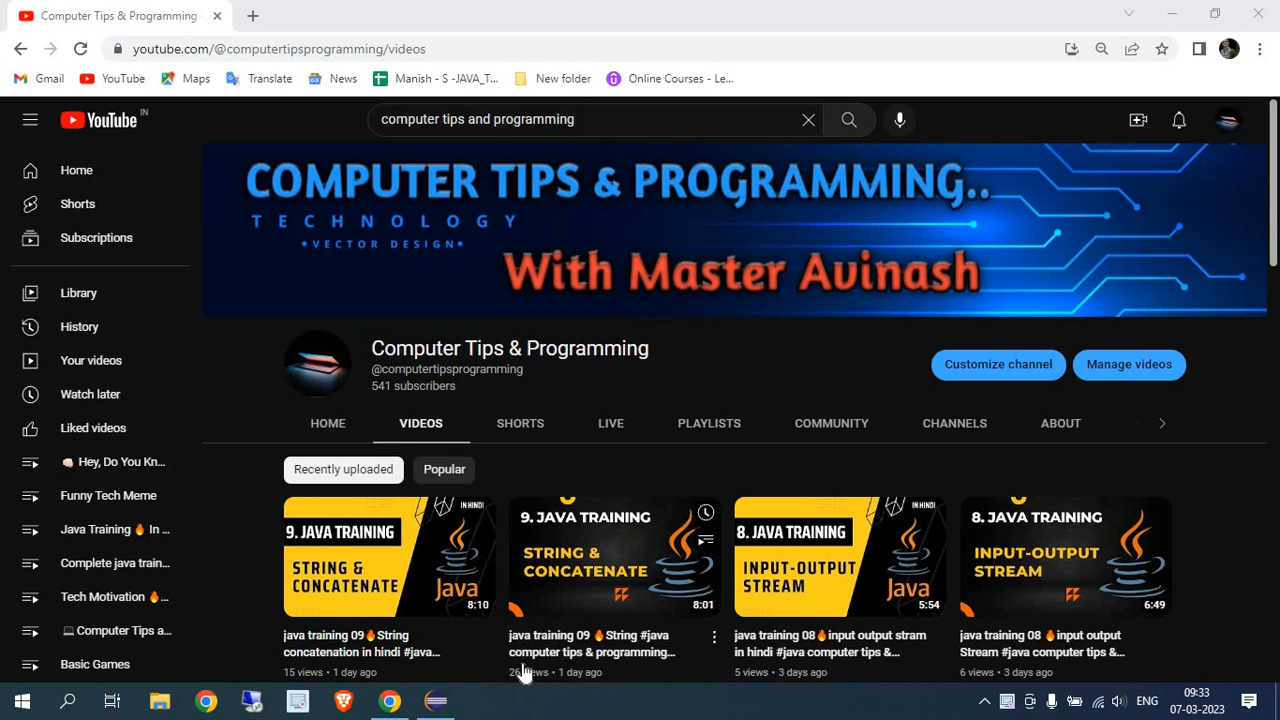 Computer Tips & Programming -
youtube.com/@computertipsprogramming/videos
Gmail
YouTube
Maps
Translate
News
Manish - S -JAVA_T...
New folder
Online Courses - Le...
YouTube IN
computer tips and programming
Home
Shorts
Subscriptions
Library
History
Your videos
Watch later
Liked videos
Hey, Do You Kn...
Funny Tech Meme
Java Training 🔥 In ...
Complete java train...
Tech Motivation 🔥...
💻Computer Tips a...
Basic Games
COMPUTER TIPS & PROGRAMMING..
TECHNOLOGY
•VECTOR DESIGN•
With Master Avinash
Computer Tips & Programming
@computertipsprogramming
541 subscribers
Customize channel
Manage videos
HOME
VIDEOS
SHORTS
LIVE
PLAYLISTS
COMMUNITY
CHANNELS
ABOUT
Recently uploaded
Popular
IN HINDI
9. JAVA TRAINING
STRING &
CONCATENATE
Java
8:10
java training 09🔥String
concatenation in hindi #java...
15 views • 1 day ago
9. JAVA TRAINING
STRING &
CONCATENATE
8:01
java training 09 🔥String #java
computer tips & programming...
views • 1 day ago
IN HINDI
8. JAVA TRAINING
INPUT-OUTPUT
STREAM
Java
5:54
java training 08🔥input output stram
in hindi #java computer tips &...
5 views • 3 days ago
8. JAVA TRAINING
INPUT-OUTPUT
STREAM
6:49
java training 08 🔥input output
Stream #java computer tips &...
6 views • 3 days ago
ENG
09:33
07-03-2023